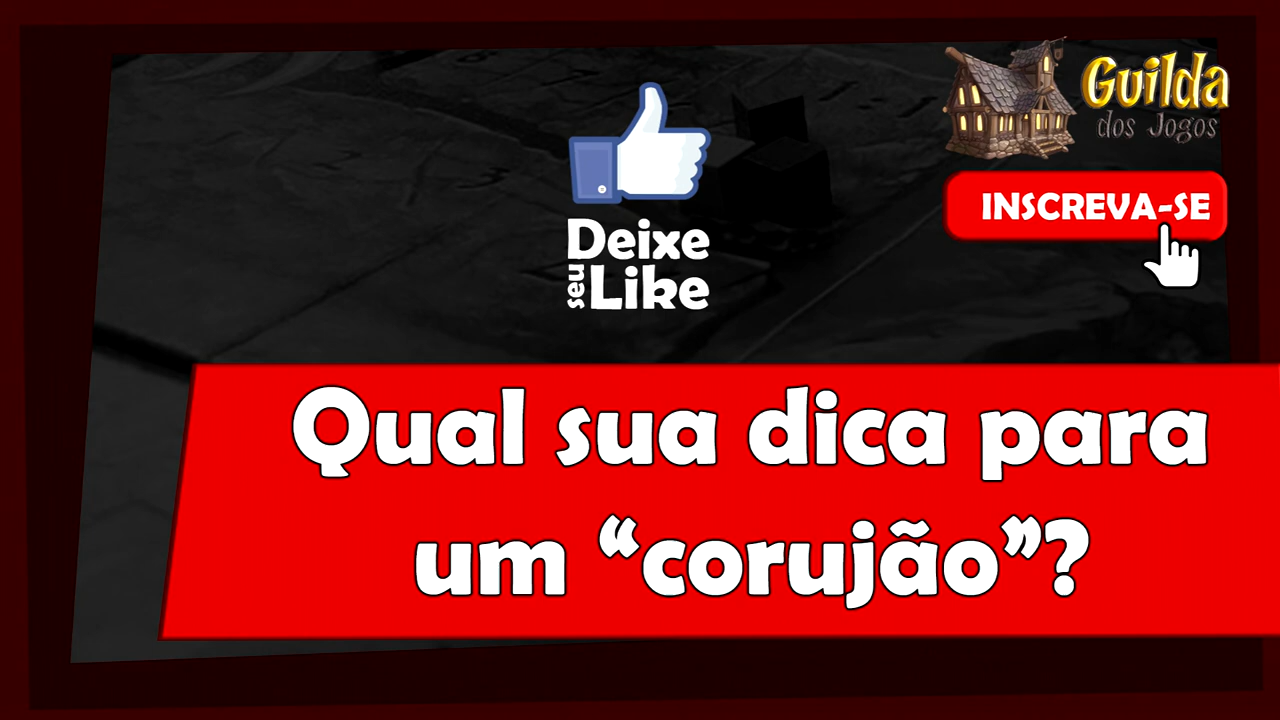 Guilda
dos Jogos
INSCREVA-SE
Deixe
seu Like
Qual sua dica para
um “corujão”?